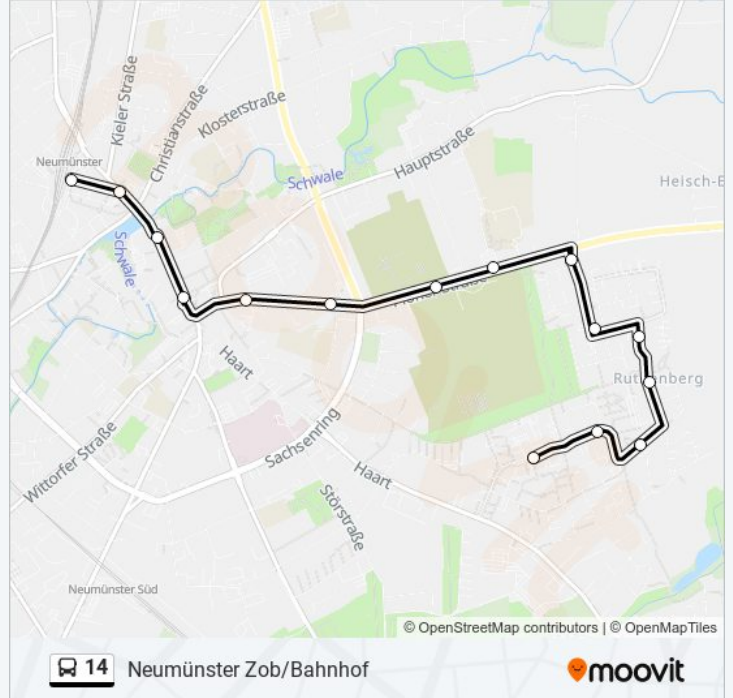 Kieler Straße
Christianstraße
Klosterstraße
Neumünster
Hauptstraße
Schwale
Heisch-E
Schwale
Haart
Sachsenring
Wittorfer Straße
Haart
Störstraße
Neumünster Süd
© OpenStreetMap contributors | © OpenMapTiles
14 Neumünster Zob/Bahnhof
moovit